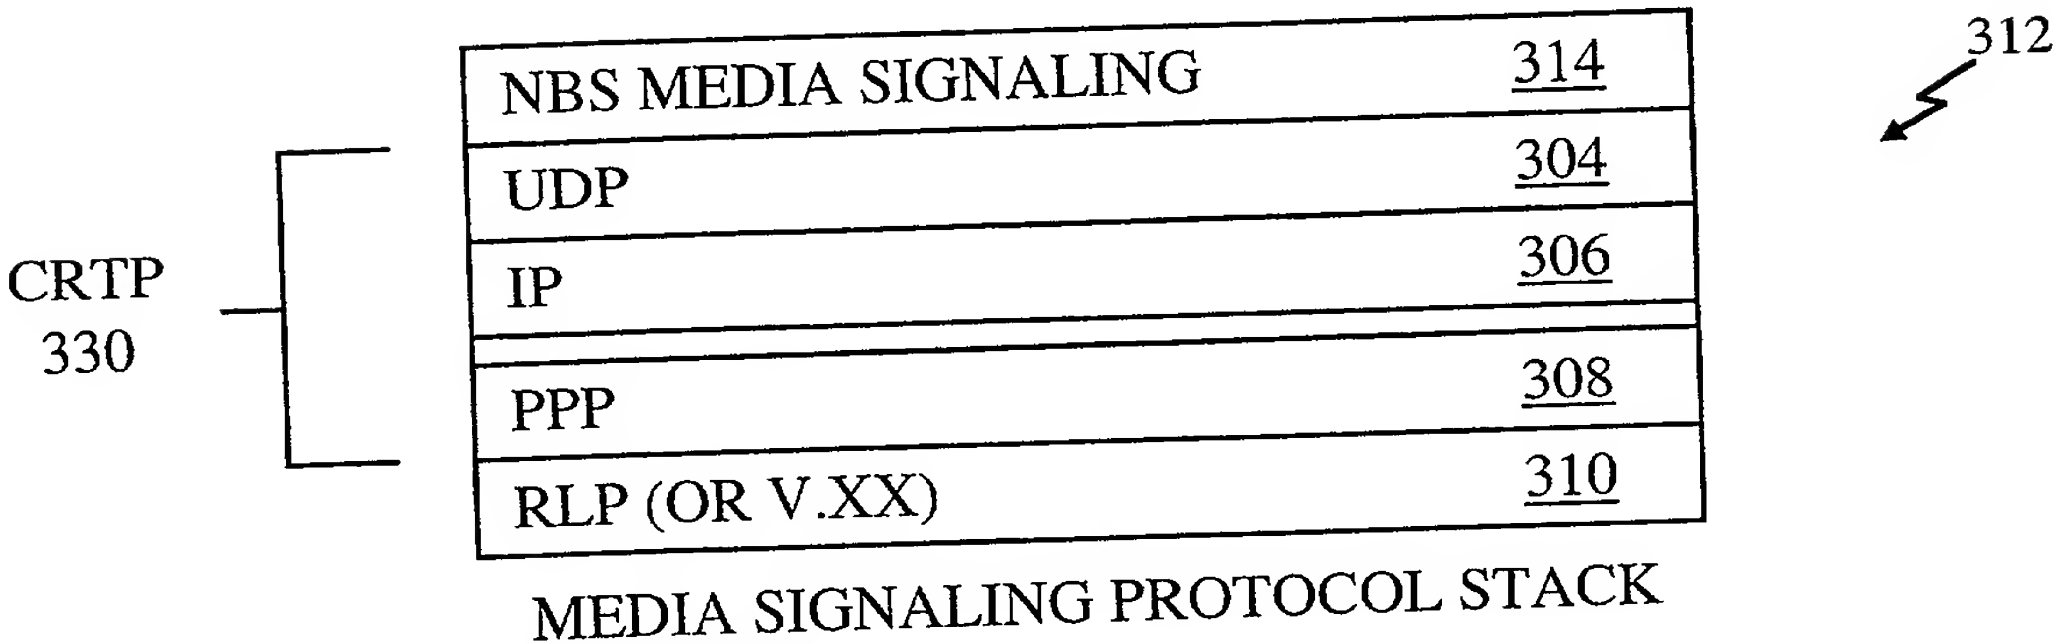 312
NBS MEDIA SIGNALING 314
UDP 304
IP 306
CRTP
330
PPP 308
RLP (OR V.XX) 310
MEDIA SIGNALING PROTOCOL STACK